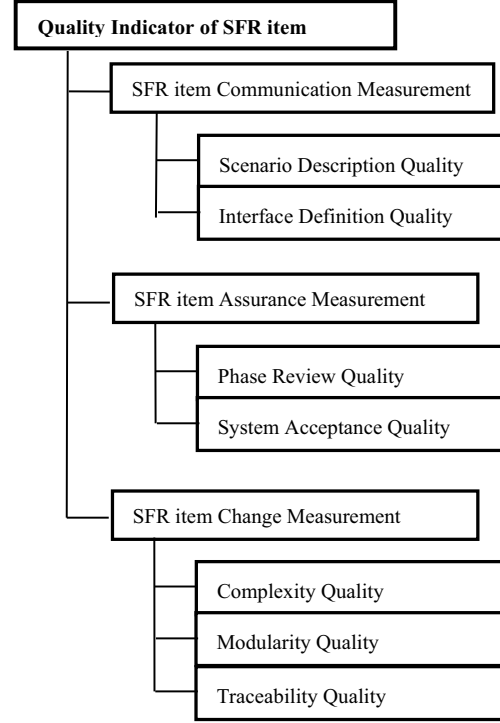 Quality Indicator of SFR item
SFR item Communication Measurement
Scenario Description Quality
Interface Definition Quality
SFR item Assurance Measurement
Phase Review Quality
System Acceptance Quality
SFR item Change Measurement
Complexity Quality
Modularity Quality
Traceability Quality